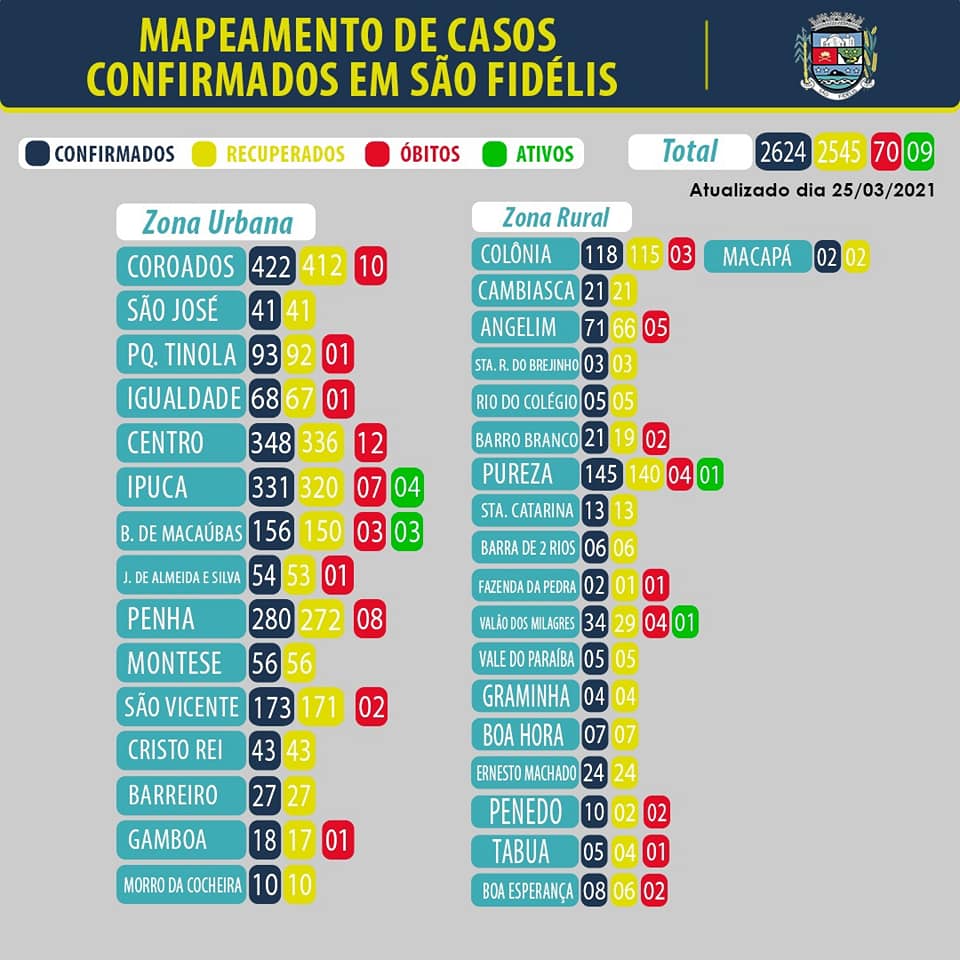 MAPEAMENTO DE CASOS
CONFIRMADOS EM SÃO FIDÉLIS
CONFIRMADOS RECUPERADOS ÓBITOS ATIVOS
Total 2624 2545 70 09
Atualizado dia 25/03/2021
Zona Urbana
COROADOS 422 412 10
SÃO JOSÉ 41 41
PQ. TINOLA 93 92 01
IGUALDADE 68 67 01
CENTRO 348 336 12
IPUCA 331 320 07 04
B. DE MACAÚBAS 156 150 03 03
J. DE ALMEIDA E SILVA 54 53 01
PENHA 280 272 08
MONTESE 56 56
SÃO VICENTE 173 171 02
CRISTO REI 43 43
BARREIRO 27 27
GAMBOA 18 17 01
MORRO DA COCHEIRA 10 10
Zona Rural
COLÔNIA 118 115 03
CAMBIASCA 21 21
ANGELIM 71 66 05
STA. R. DO BREJINHO 03 03
RIO DO COLÉGIO 05 05
BARRO BRANCO 21 19 02
PUREZA 145 140 04 01
STA. CATARINA 13 13
BARRA DE 2 RIOS 06 06
FAZENDA DA PEDRA 02 01 01
VALÃO DOS MILAGRES 34 29 04 01
VALE DO PARAÍBA 05 05
GRAMINHA 04 04
BOA HORA 07 07
ERNESTO MACHADO 24 24
PENEDO 10 02 02
TABUA 05 04 01
BOA ESPERANÇA 08 06 02
MACAPÁ 02 02